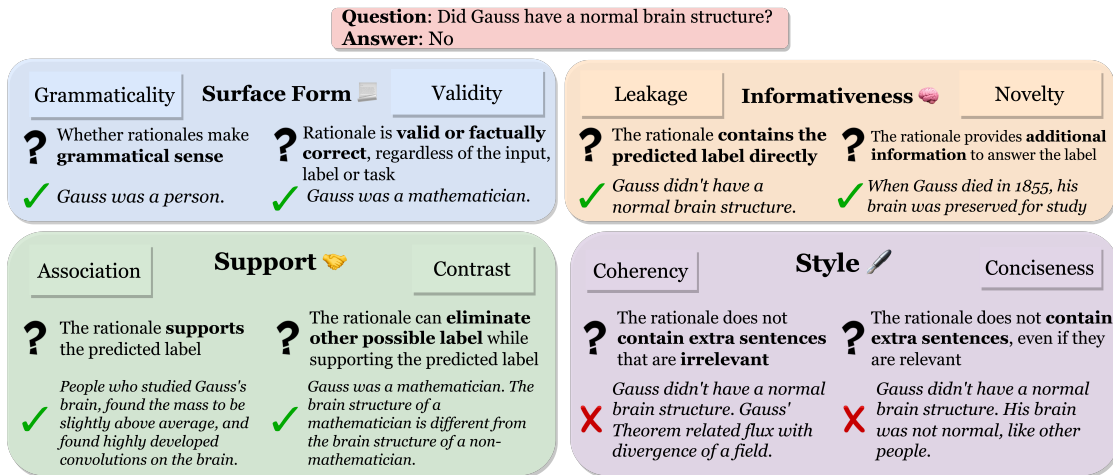 Question: Did Gauss have a normal brain structure?
Answer: No
Surface Form
Grammaticality
Whether rationales make
grammatical sense
Gauss was a person.
Validity
Rationale is valid or factually
correct, regardless of the input,
label or task
Gauss was a mathematician.
Informativeness
Leakage
The rationale contains the
predicted label directly
Gauss didn't have a
normal brain structure.
Novelty
The rationale provides additional
information to answer the label
When Gauss died in 1855, his
brain was preserved for study
Support
Association
The rationale supports
the predicted label
People who studied Gauss's
brain, found the mass to be
slightly above average, and
found highly developed
convolutions on the brain.
Contrast
The rationale can eliminate
other possible label while
supporting the predicted label
Gauss was a mathematician. The
brain structure of a
mathematician is different from
the brain structure of a non-
mathematician.
Style
Coherency
The rationale does not
contain extra sentences
that are irrelevant
Gauss didn't have a normal
brain structure. Gauss'
Theorem related flux with
divergence of a field.
Conciseness
The rationale does not contain
extra sentences, even if they
are relevant
Gauss didn't have a normal
brain structure. His brain
was not normal, like other
people.